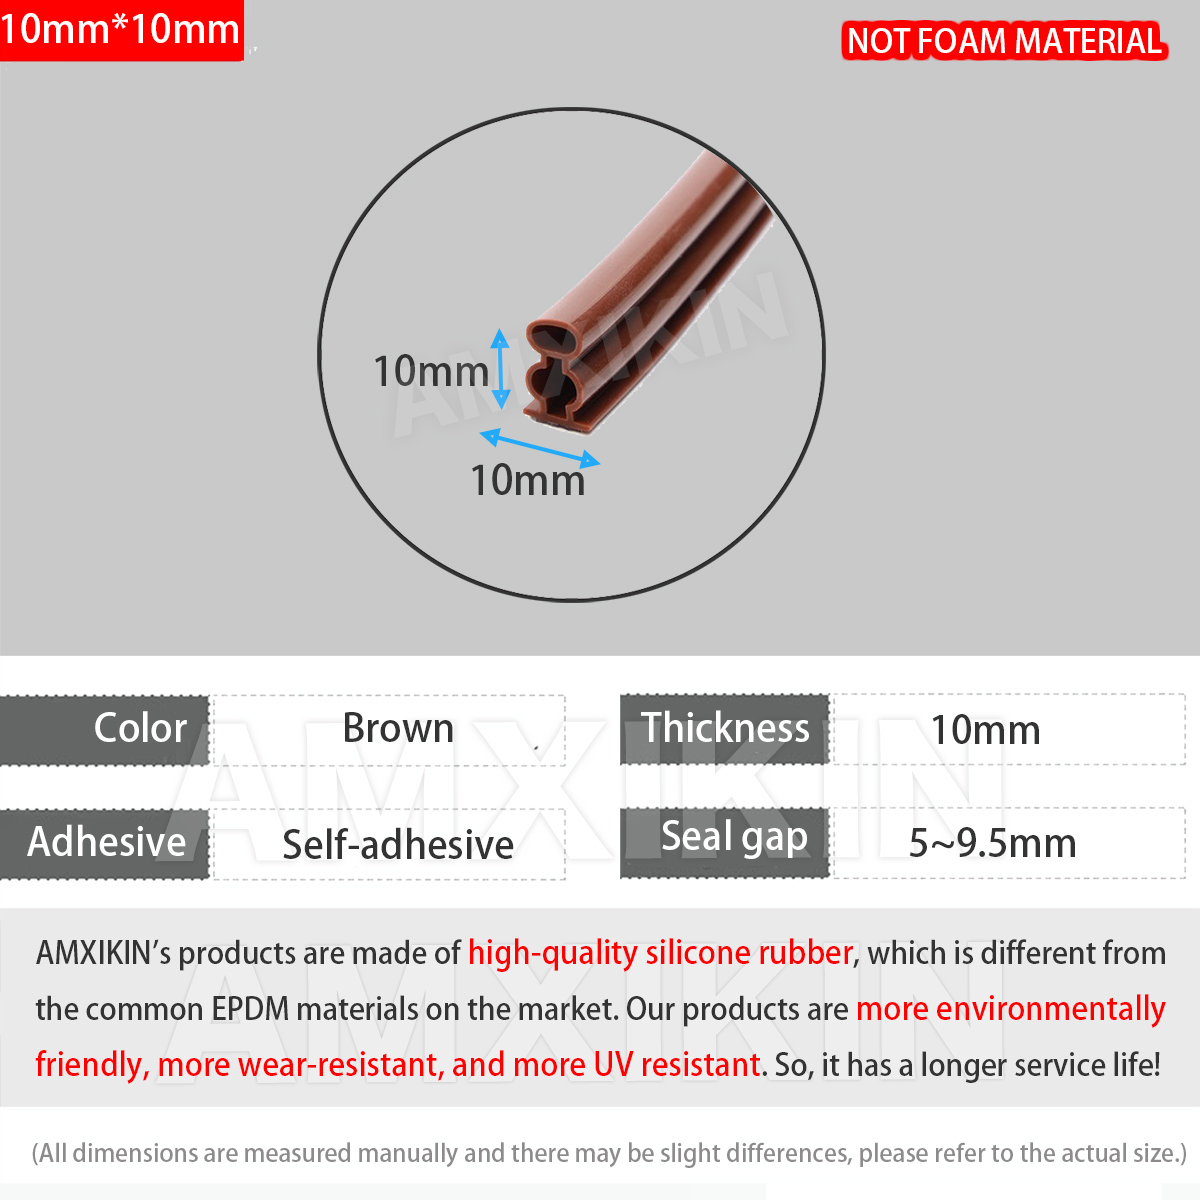 10mm*10mm
NOT FOAM MATERIAL
AMXIKIN
10mm
10mm
Color Brown Thickness 10mm
AMXIKIN
Adhesive Self-adhesive Seal gap 5~9.5mm
AMXIKIN’s products are made of high-quality silicone rubber, which is different from
the common EPDM materials on the market. Our products are more environmentally
friendly, more wear-resistant, and more UV resistant. So, it has a longer service life!
AMXIKIN
(All dimensions are measured manually and there may be slight differences, please refer to the actual size.)